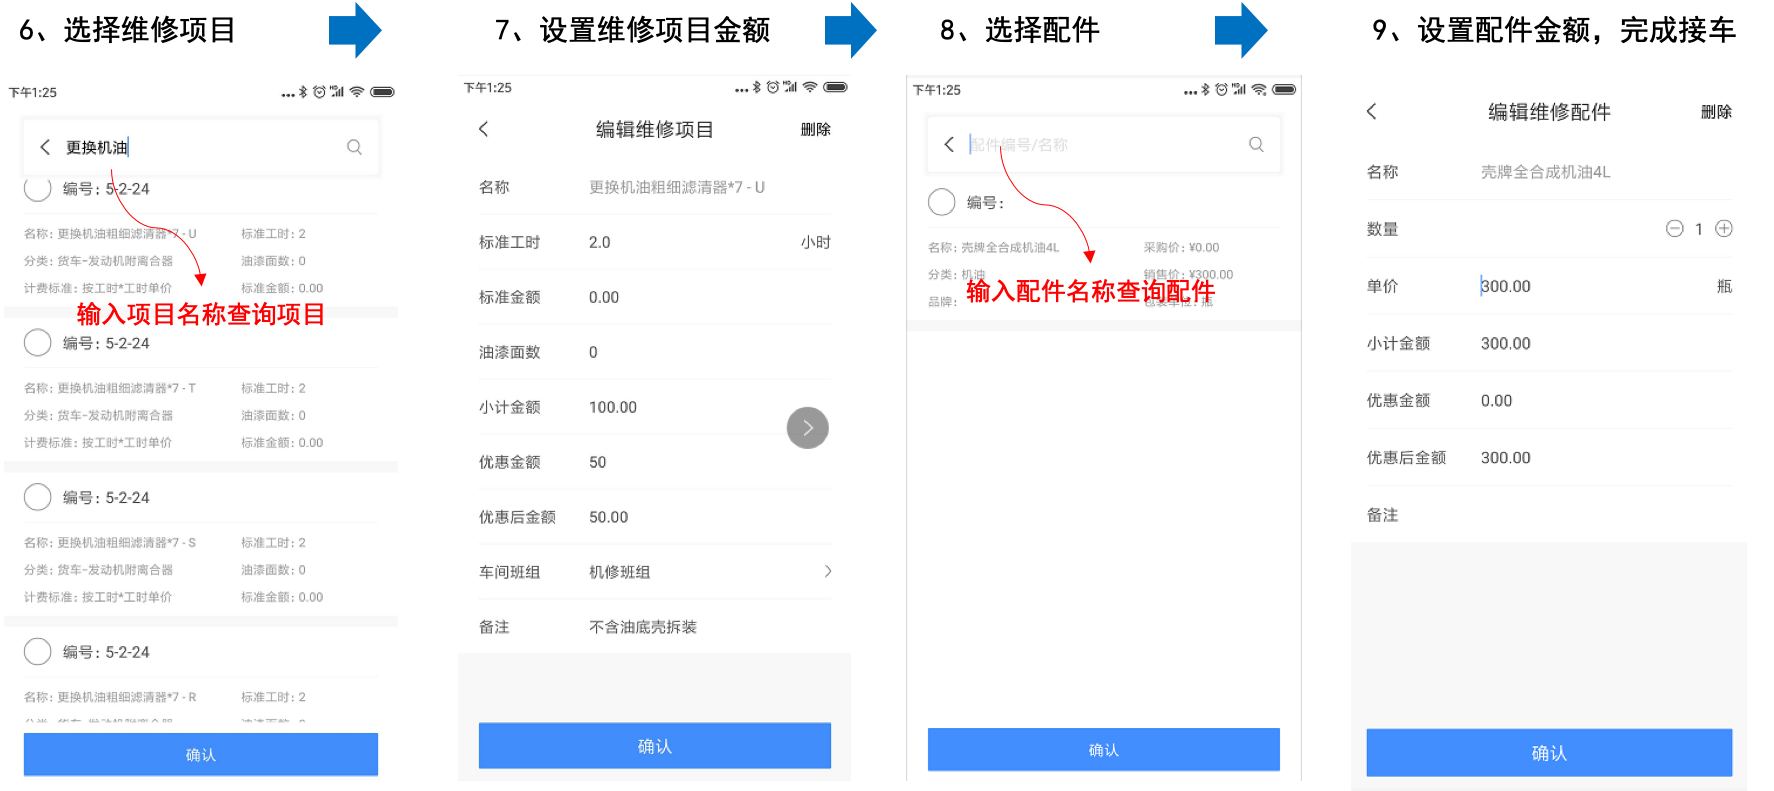 6、选择维修项目
7、设置维修项目金额
8、选择配件
9、设置配件金额，完成接车
下午1:25
更换机油
编号：5-2-24
名称：更换机油粗细滤清器*7 - U
标准工时：2
分类：货车-发动机附离合器
油漆面数：0
计费标准：按工时*工时单价
标准金额：0.00
输入项目名称查询项目
编号：5-2-24
名称：更换机油粗细滤清器*7 - T
标准工时：2
分类：货车-发动机附离合器
油漆面数：0
计费标准：按工时*工时单价
标准金额：0.00
编号：5-2-24
名称：更换机油粗细滤清器*7 - S
标准工时：2
分类：货车-发动机附离合器
油漆面数：0
计费标准：按工时*工时单价
标准金额：0.00
编号：5-2-24
名称：更换机油粗细滤清器*7 - R
标准工时：2
确认
下午1:25
编辑维修项目
删除
名称 更换机油粗细滤清器*7 - U
标准工时 2.0 小时
标准金额 0.00
油漆面数 0
小计金额 100.00
优惠金额 50
优惠后金额 50.00
车间班组 机修班组
备注 不含油底壳拆装
确认
下午1:25
配件编号/名称
编号：
名称：壳牌全合成机油4L
采购价：¥0.00
分类：机油
销售价：¥300.00
品牌：
包装单位：瓶
输入配件名称查询配件
确认
编辑维修配件
删除
名称 壳牌全合成机油4L
数量 1
单价 300.00 瓶
小计金额 300.00
优惠金额 0.00
优惠后金额 300.00
备注
确认